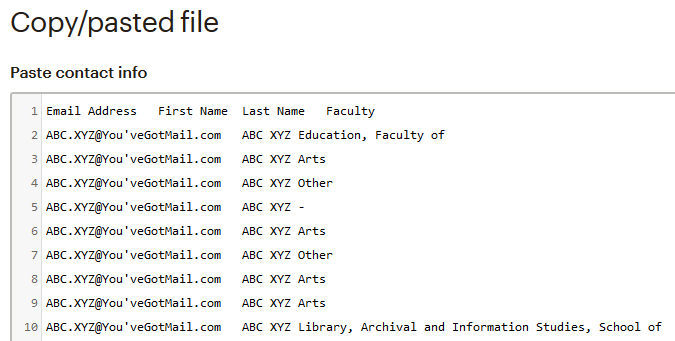 Copy/pasted file
Paste contact info
1 Email Address First Name Last Name Faculty
2 ABC.XYZ@You'veGotMail.com ABC XYZ Education, Faculty of
3 ABC.XYZ@You'veGotMail.com ABC XYZ Arts
4 ABC.XYZ@You'veGotMail.com ABC XYZ Other
5 ABC.XYZ@You'veGotMail.com ABC XYZ -
6 ABC.XYZ@You'veGotMail.com ABC XYZ Arts
7 ABC.XYZ@You'veGotMail.com ABC XYZ Other
8 ABC.XYZ@You'veGotMail.com ABC XYZ Arts
9 ABC.XYZ@You'veGotMail.com ABC XYZ Arts
10 ABC.XYZ@You'veGotMail.com ABC XYZ Library, Archival and Information Studies, School of